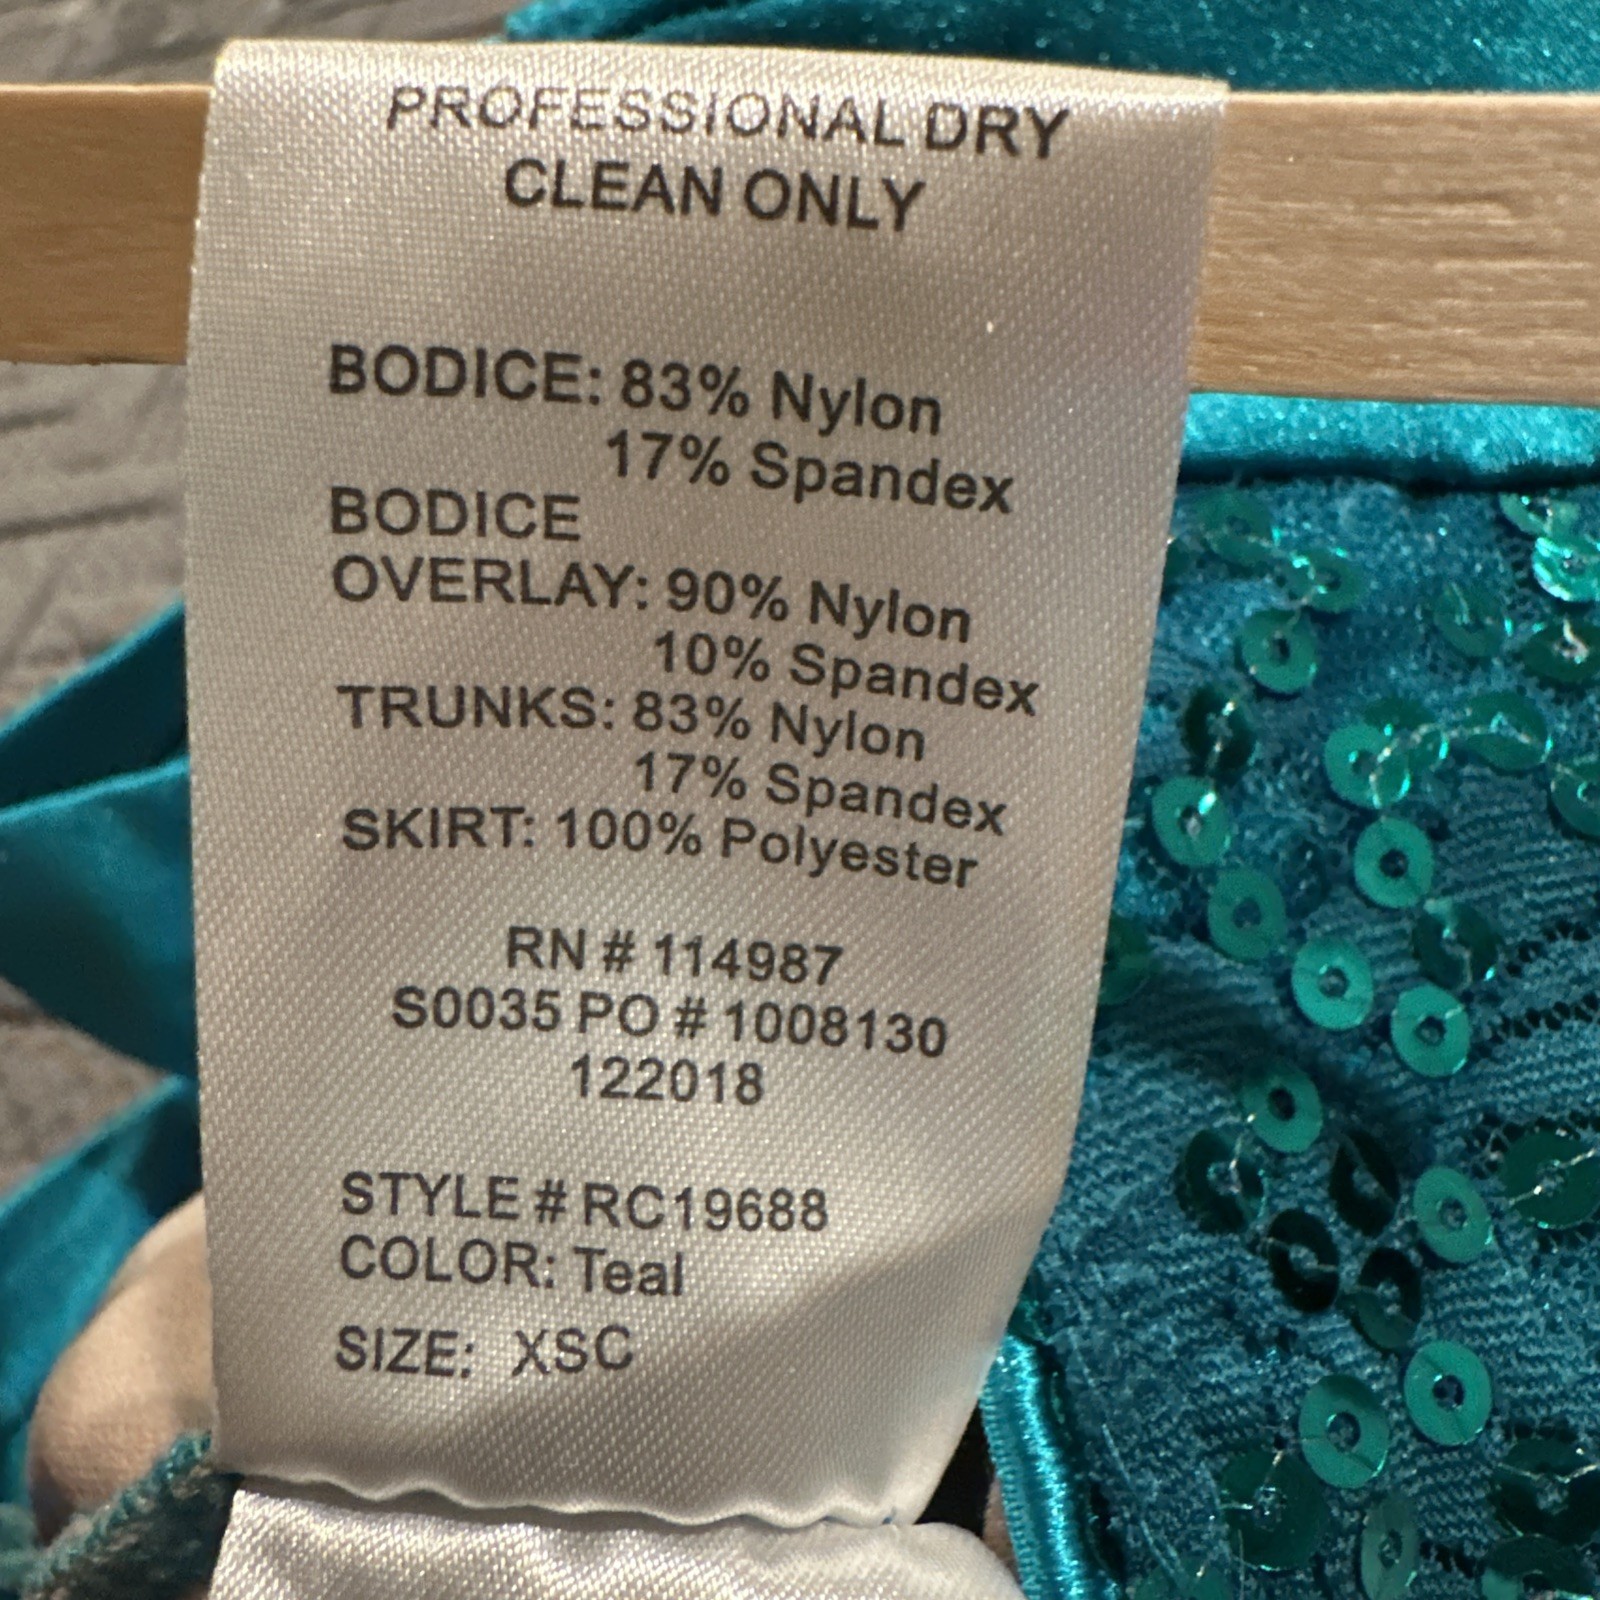 PROFESSIONAL DRY
CLEAN ONLY
BODICE: 83% Nylon
17% Spandex
BODICE
OVERLAY: 90% Nylon
10% Spandex
TRUNKS: 83% Nylon
17% Spandex
SKIRT: 100% Polyester
RN # 114987
S0035 PO # 1008130
122018
STYLE # RC19688
COLOR: Teal
SIZE: XSC